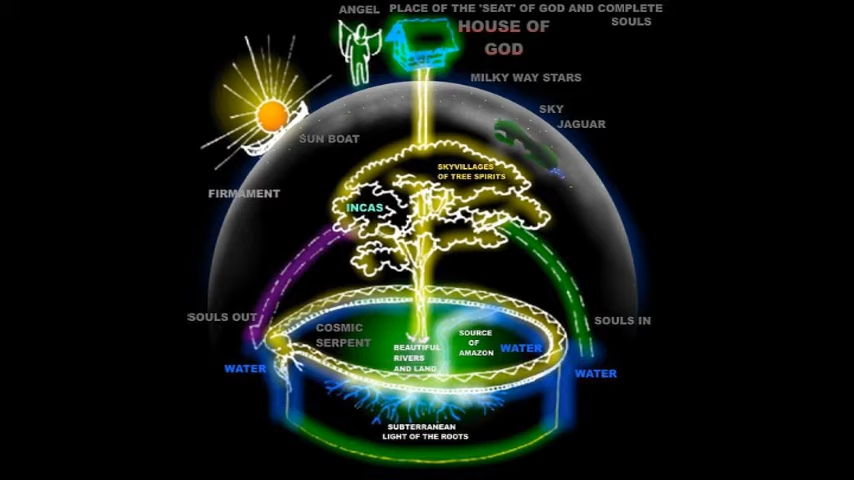 ANGEL
PLACE OF THE 'SEAT' OF GOD AND COMPLETE
SOULS
HOUSE OF
GOD
MILKY WAY STARS
SKY
JAGUAR
SUN BOAT
SKYVILLAGES
OF TREE SPIRITS
FIRMAMENT
INCAS
SOULS OUT
SOULS IN
COSMIC
SERPENT
SOURCE
OF
AMAZON
BEAUTIFUL
RIVERS
AND LAND
WATER
WATER
WATER
SUBTERRANEAN
LIGHT OF THE ROOTS